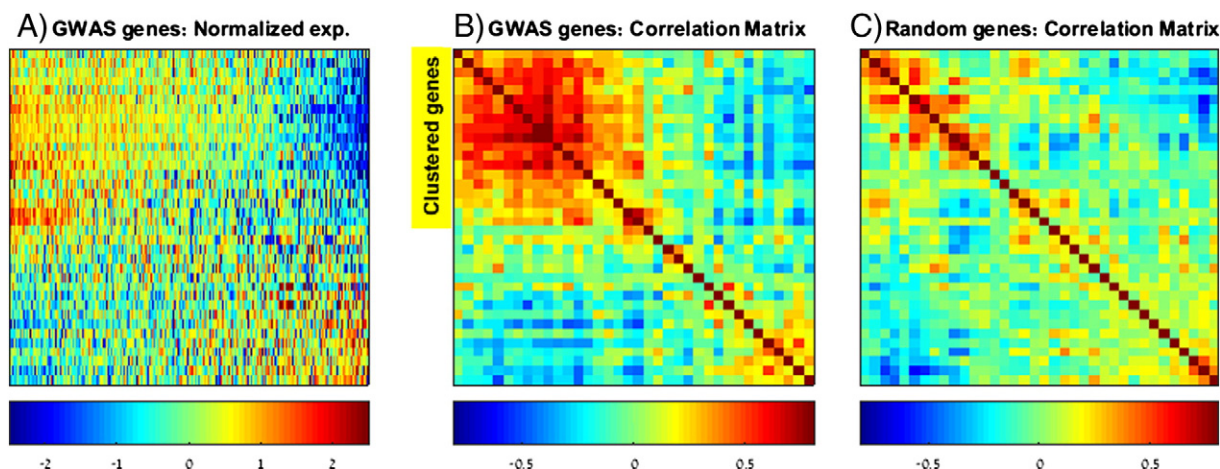 A) GWAS genes: Normalized exp.
B) GWAS genes: Correlation Matrix
C) Random genes: Correlation Matrix
Clustered genes
-2 -1 0 1 2
-0.5 0 0.5
-0.5 0 0.5